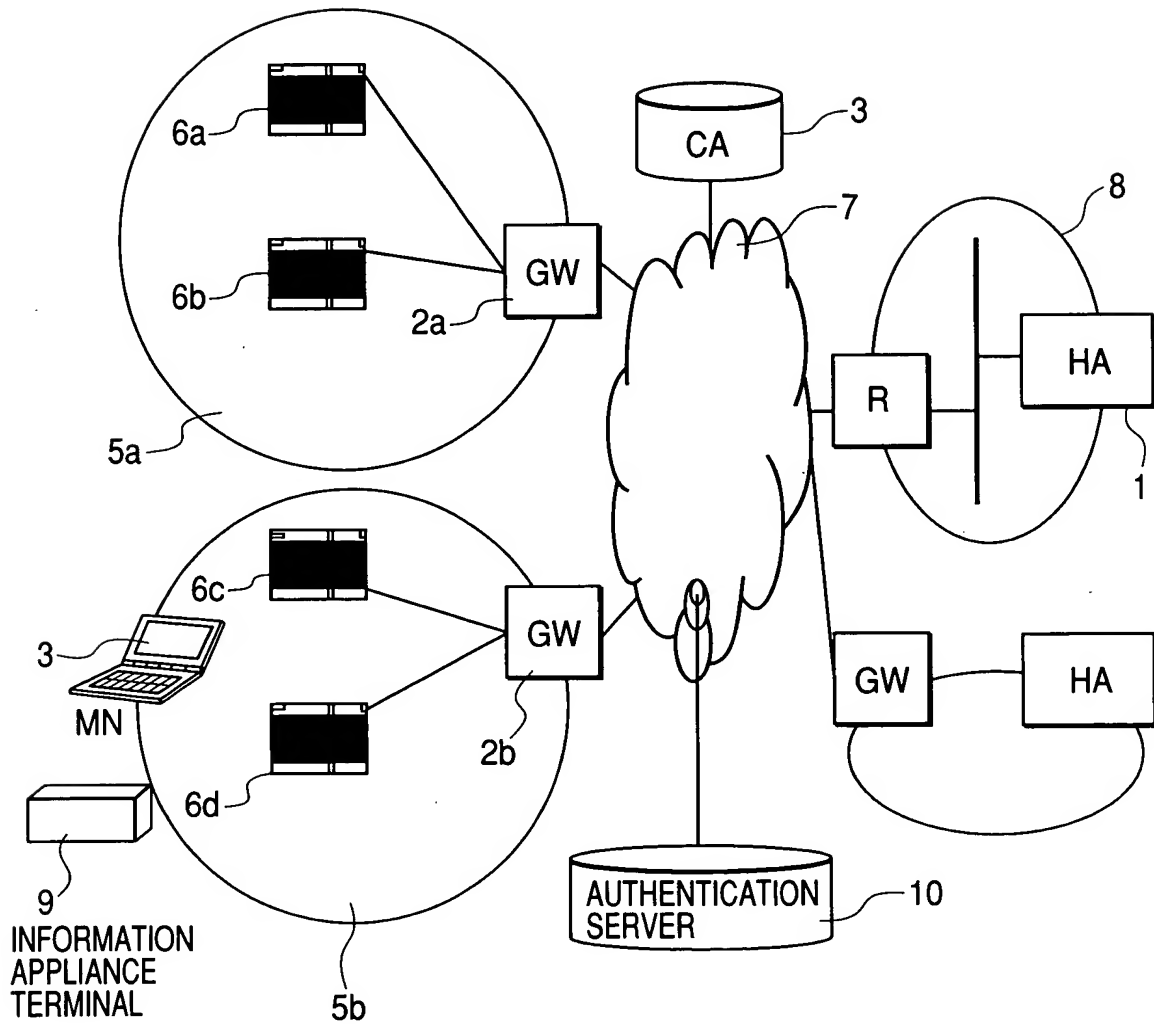 6a
6b
GW
2a
5a
CA
3
7
8
R
HA
1
6c
3
MN
6d
GW
2b
GW
HA
9
INFORMATION
APPLIANCE
TERMINAL
5b
AUTHENTICATION
SERVER
10